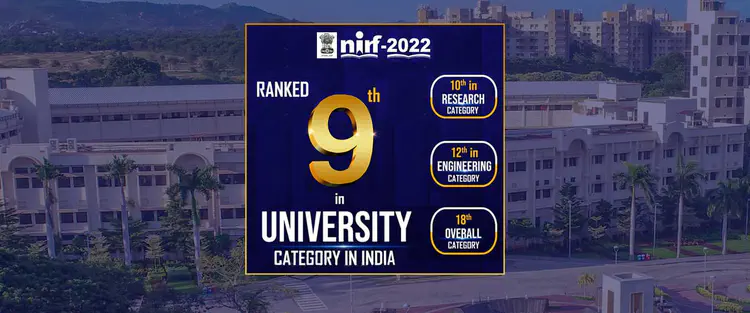 nirf-2022
RANKED
9th
in
UNIVERSITY
CATEGORY IN INDIA
10th in
RESEARCH
CATEGORY
12th in
ENGINEERING
CATEGORY
18th
OVERALL
CATEGORY